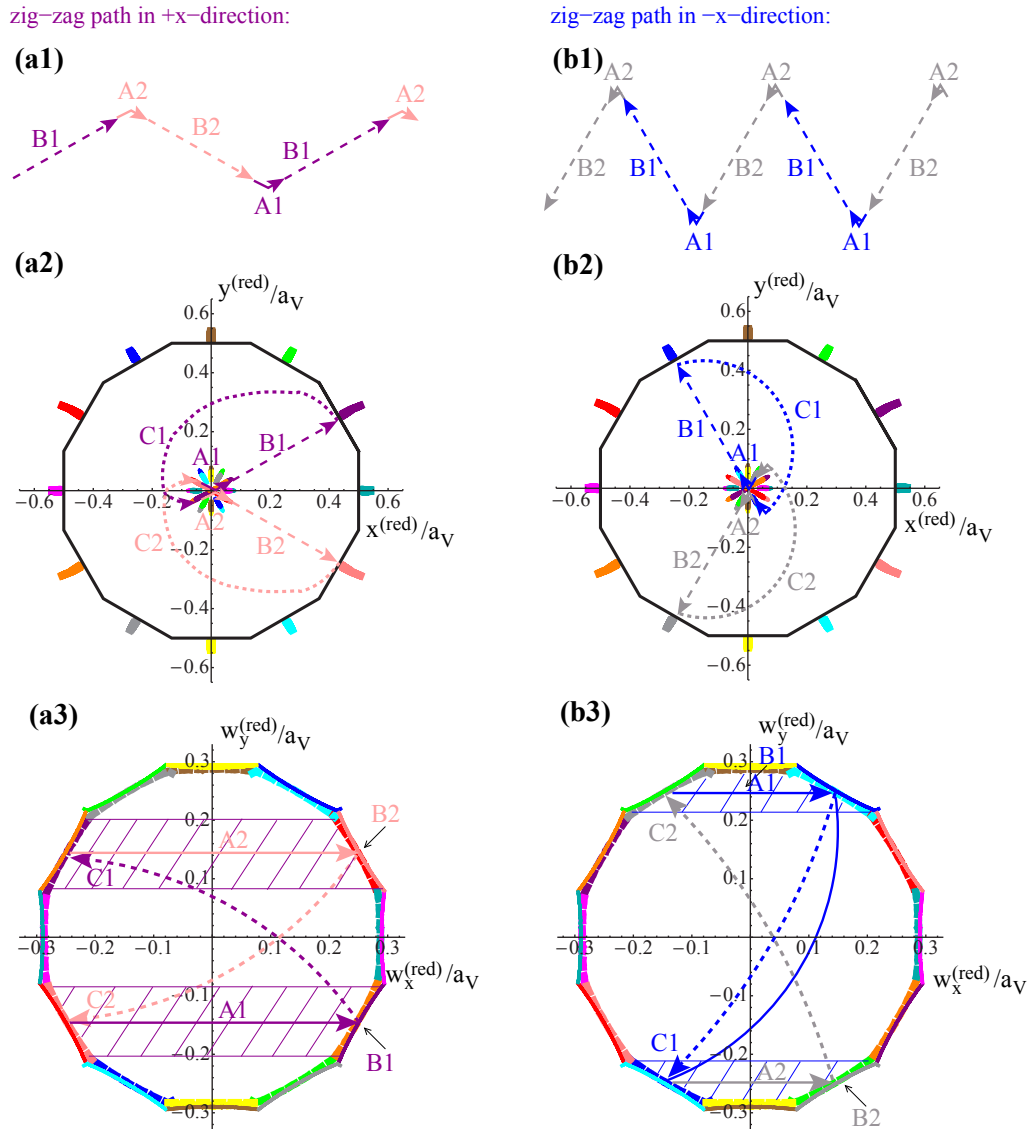 zig−zag path in +x−direction:
zig−zag path in −x−direction:
(a1)
A2
A2
B1
B2
B1
A1
(b1)
A2
A2
A2
B2
B1
B2
B1
B2
A1
A1
(a2)
y(red)/aV
0.6
0.4
0.2
C1
B1
A1
−0.6 −0.4 −0.2 0.2 0.4 0.6
A2
x(red)/aV
C2
B2
−0.2
−0.4
−0.6
(b2)
y(red)/aV
0.6
0.4
0.2
C1
B1
A1
−0.6 −0.4 −0.2 0.2 0.4 0.6
A2
x(red)/aV
B2
C2
−0.2
−0.4
−0.6
(a3)
wy(red)/aV
0.3
0.2
B2
A2
C1
0.1
−0.3 −0.2 −0.1 0.1 0.2 0.3
wx(red)/aV
−0.1
C2
A1
B1
−0.2
−0.3
(b3)
wy(red)/aV
0.3
B1
A1
0.2
C2
0.1
−0.3 −0.2 −0.1 0.1 0.2 0.3
wx(red)/aV
−0.1
C1
−0.2
A2
B2
−0.3